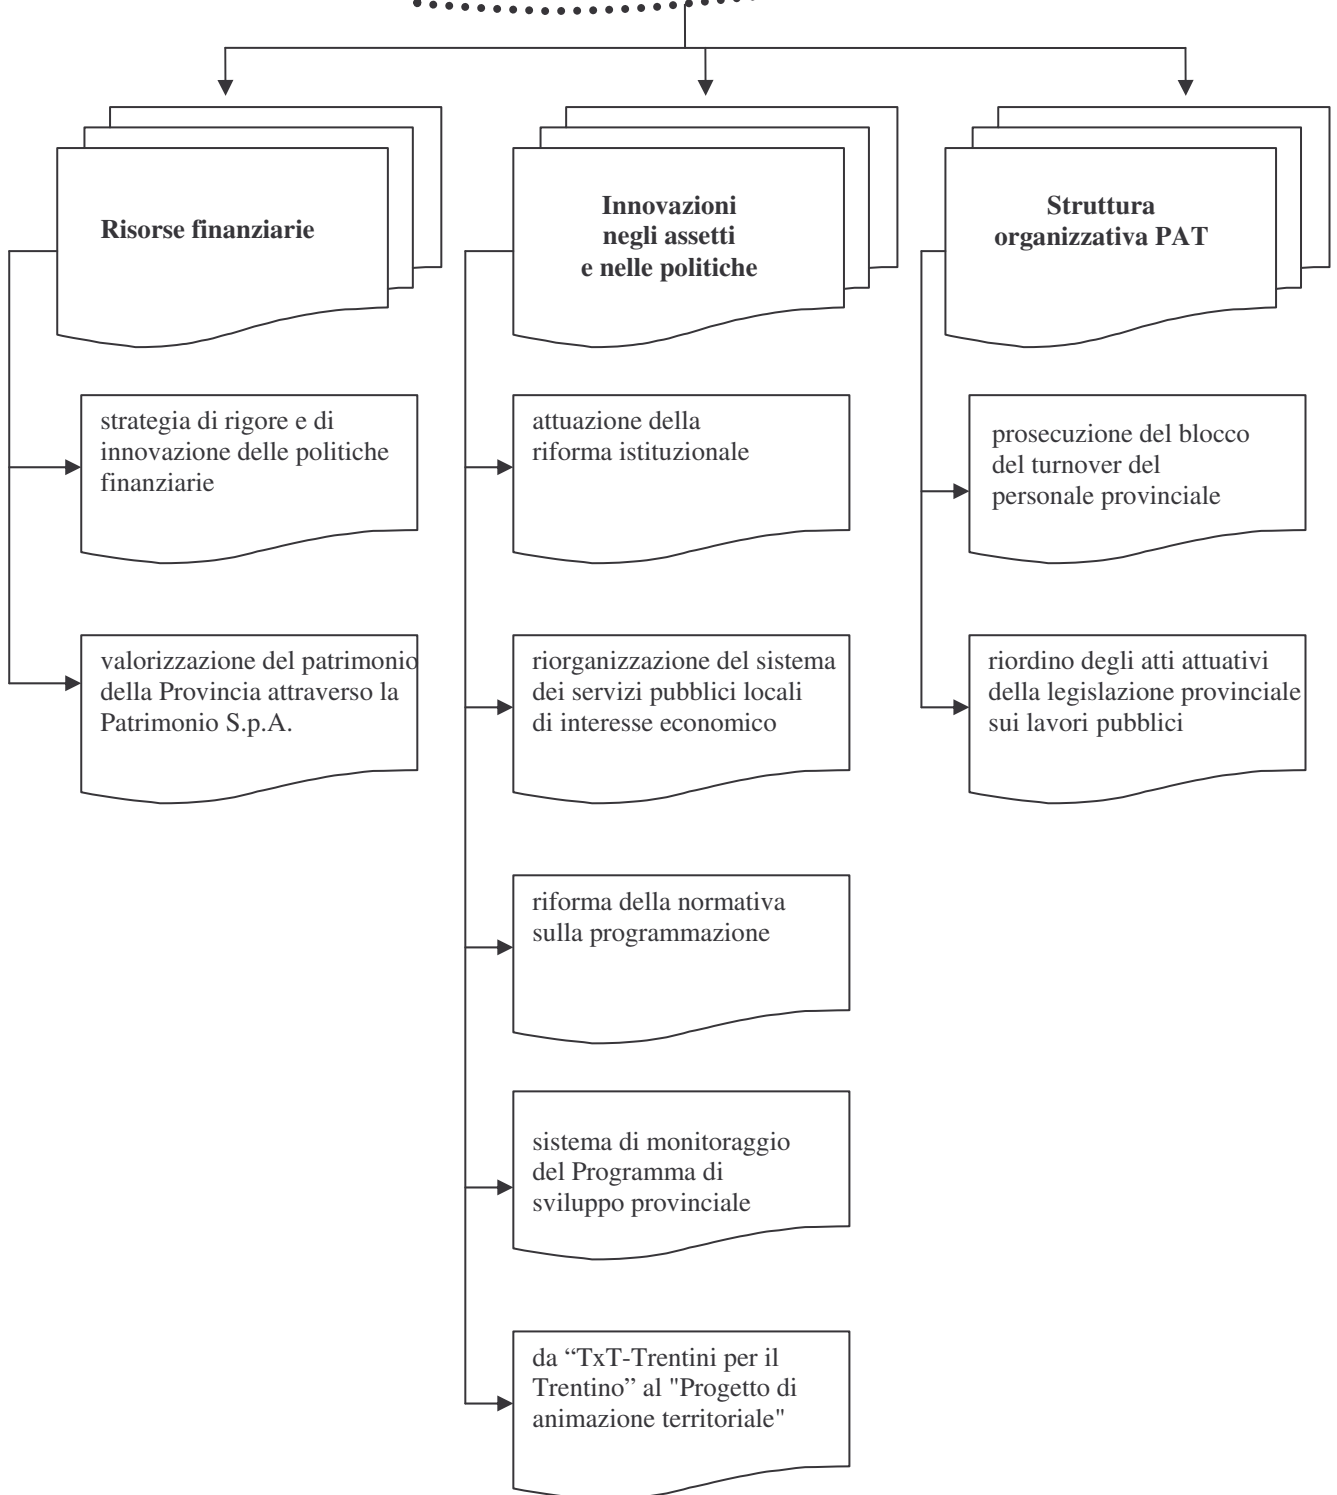 Risorse finanziarie
strategia di rigore e di
innovazione delle politiche
finanziarie
valorizzazione del patrimonio
della Provincia attraverso la
Patrimonio S.p.A.
Innovazioni
negli assetti
e nelle politiche
attuazione della
riforma istituzionale
riorganizzazione del sistema
dei servizi pubblici locali
di interesse economico
riforma della normativa
sulla programmazione
sistema di monitoraggio
del Programma di
sviluppo provinciale
da “TxT-Trentini per il
Trentino” al "Progetto di
animazione territoriale"
Struttura
organizzativa PAT
prosecuzione del blocco
del turnover del
personale provinciale
riordino degli atti attuativi
della legislazione provinciale
sui lavori pubblici